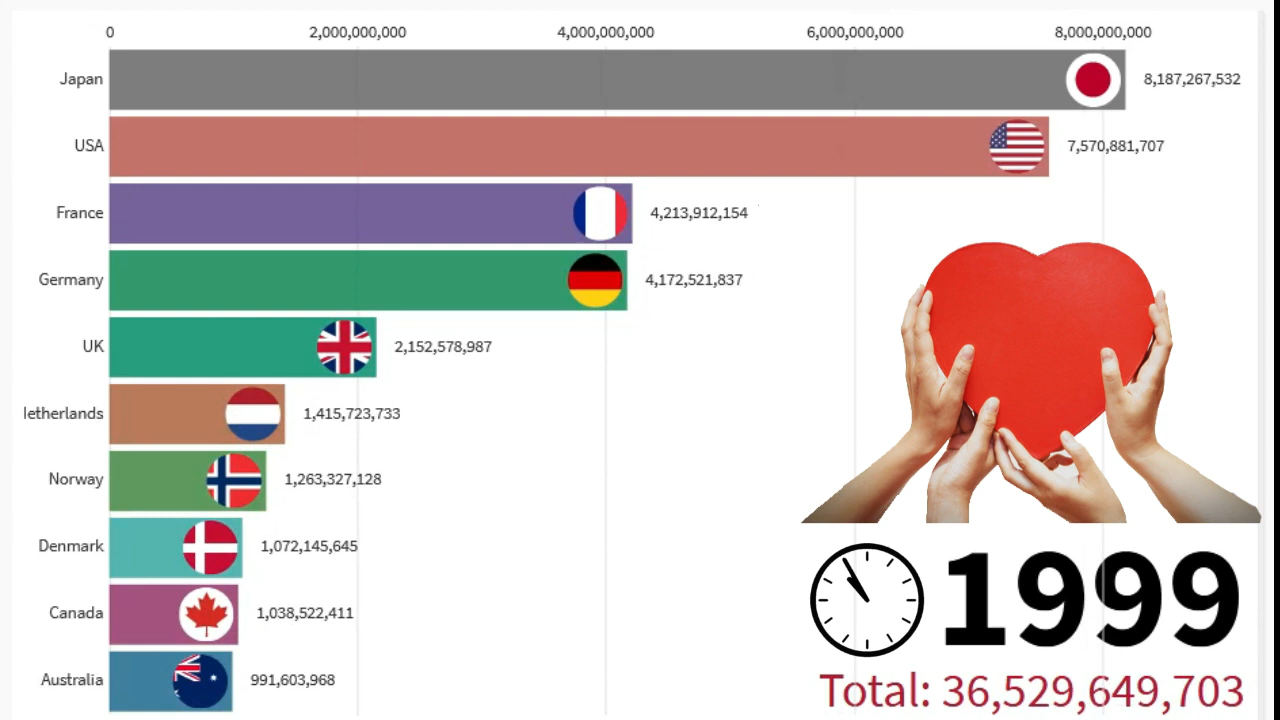 0 2,000,000,000 4,000,000,000 6,000,000,000 8,000,000,000
Japan 8,187,267,532
USA 7,570,881,707
France 4,213,912,154
Germany 4,172,521,837
UK 2,152,578,987
letherlands 1,415,723,733
Norway 1,263,327,128
Denmark 1,072,145,645
Canada 1,038,522,411
Australia 991,603,968
1999
Total: 36,529,649,703